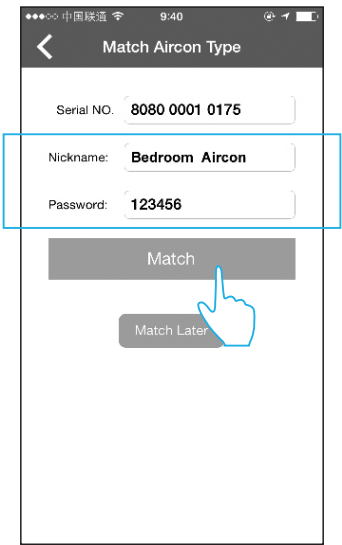 中国联通 9:40
Match Aircon Type
Serial NO. 8080 0001 0175
Nickname: Bedroom Aircon
Password: 123456
Match
Match Later